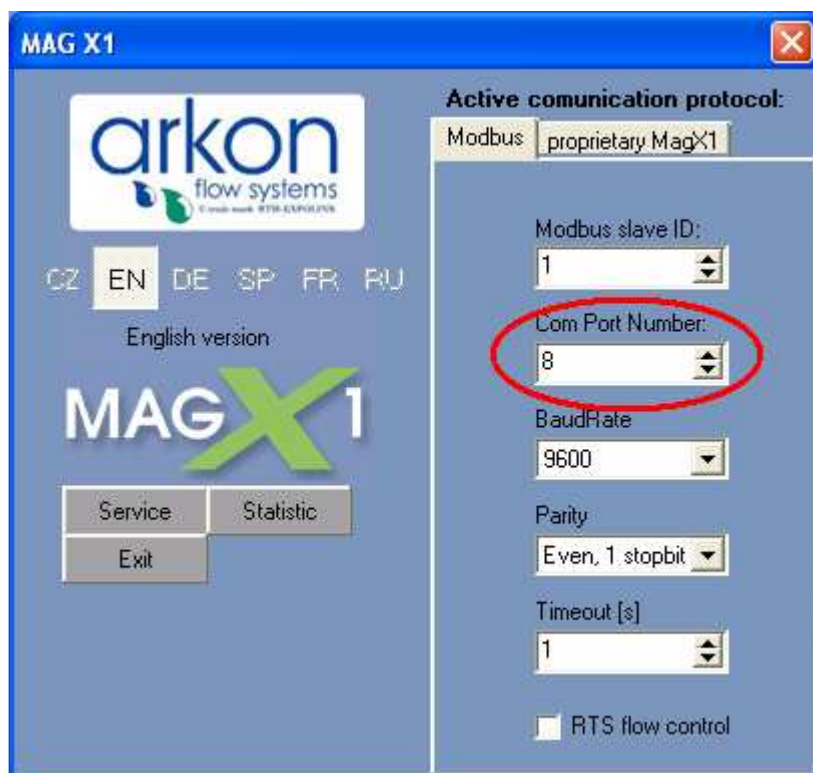 MAG X1
arkon
flow systems
CZ EN DE SP FR RU
English version
MAGX1
Service Statistic
Exit
Active comunication protocol:
Modbus proprietary MagX1
Modbus slave ID:
1
Com Port Number:
8
BaudRate
9600
Parity
Even, 1 stopbit
Timeout [s]
1
RTS flow control